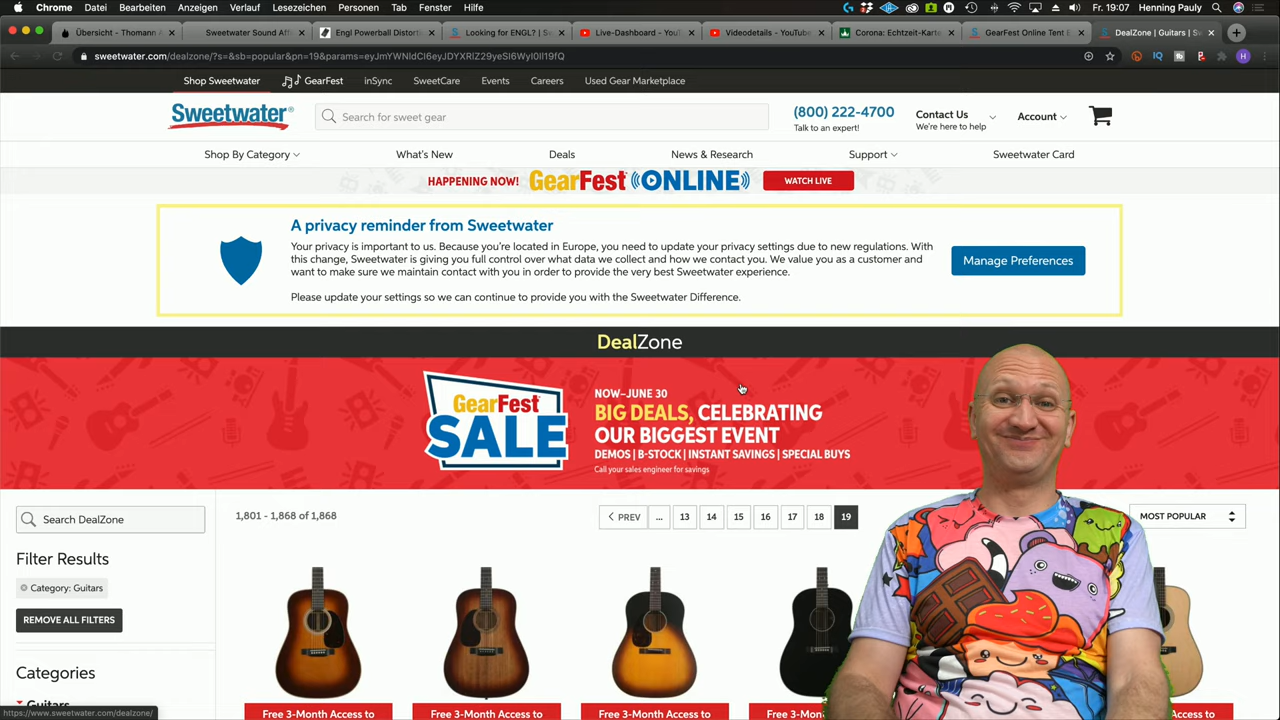 Chrome Datei Bearbeiten Anzeigen Verlauf Lesezeichen Personen Tab Fenster Hilfe Fr. 19:07 Henning Pauly
Übersicht - Thomann Sweetwater Sound Affi Engl Powerball Distorti Looking for ENGL? | Sw Live-Dashboard - YouTu Videodetails - YouTube Corona: Echtzeit-Karte GearFest Online Tent E DealZone | Guitars | Sw
sweetwater.com/dealzone/?s=&sb=popular&pn=19&params=eyJmYWNldCI6eyJDYXRlZ29yeSI6WyI0Il19fQ
Shop Sweetwater GearFest inSync SweetCare Events Careers Used Gear Marketplace
Sweetwater
Search for sweet gear
(800) 222-4700
Talk to an expert!
Contact Us
We're here to help
Account
Shop By Category What's New Deals News & Research Support Sweetwater Card
HAPPENING NOW! GearFest ONLINE WATCH LIVE
A privacy reminder from Sweetwater
Your privacy is important to us. Because you're located in Europe, you need to update your privacy settings due to new regulations. With
this change, Sweetwater is giving you full control over what data we collect and how we contact you. We value you as a customer and
want to make sure we maintain contact with you in order to provide the very best Sweetwater experience.
Please update your settings so we can continue to provide you with the Sweetwater Difference.
Manage Preferences
DealZone
GearFest
SALE
NOW–JUNE 30
BIG DEALS, CELEBRATING
OUR BIGGEST EVENT
DEMOS | B-STOCK | INSTANT SAVINGS | SPECIAL BUYS
Call your sales engineer for savings
Search DealZone
1,801 - 1,868 of 1,868
PREV ... 13 14 15 16 17 18 19
MOST POPULAR
Filter Results
Category: Guitars
REMOVE ALL FILTERS
Categories
Guitars
Free 3-Month Access to Free 3-Month Access to Free 3-Month Access to Free 3-Mon
https://www.sweetwater.com/dealzone/